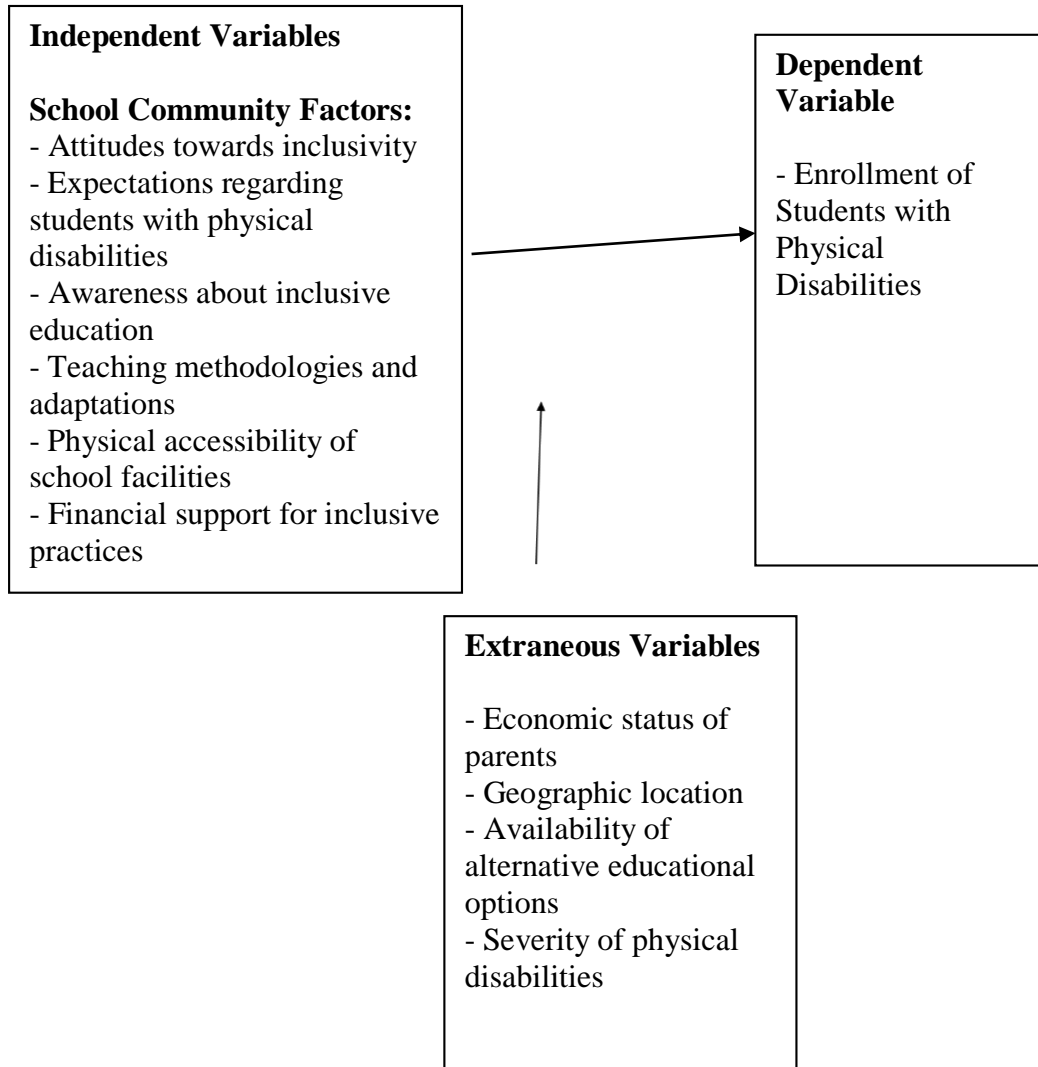 Independent Variables
School Community Factors:
- Attitudes towards inclusivity
- Expectations regarding
students with physical
disabilities
- Awareness about inclusive
education
- Teaching methodologies and
adaptations
- Physical accessibility of
school facilities
- Financial support for inclusive
practices
Dependent
Variable
- Enrollment of
Students with
Physical
Disabilities
Extraneous Variables
- Economic status of
parents
- Geographic location
- Availability of
alternative educational
options
- Severity of physical
disabilities